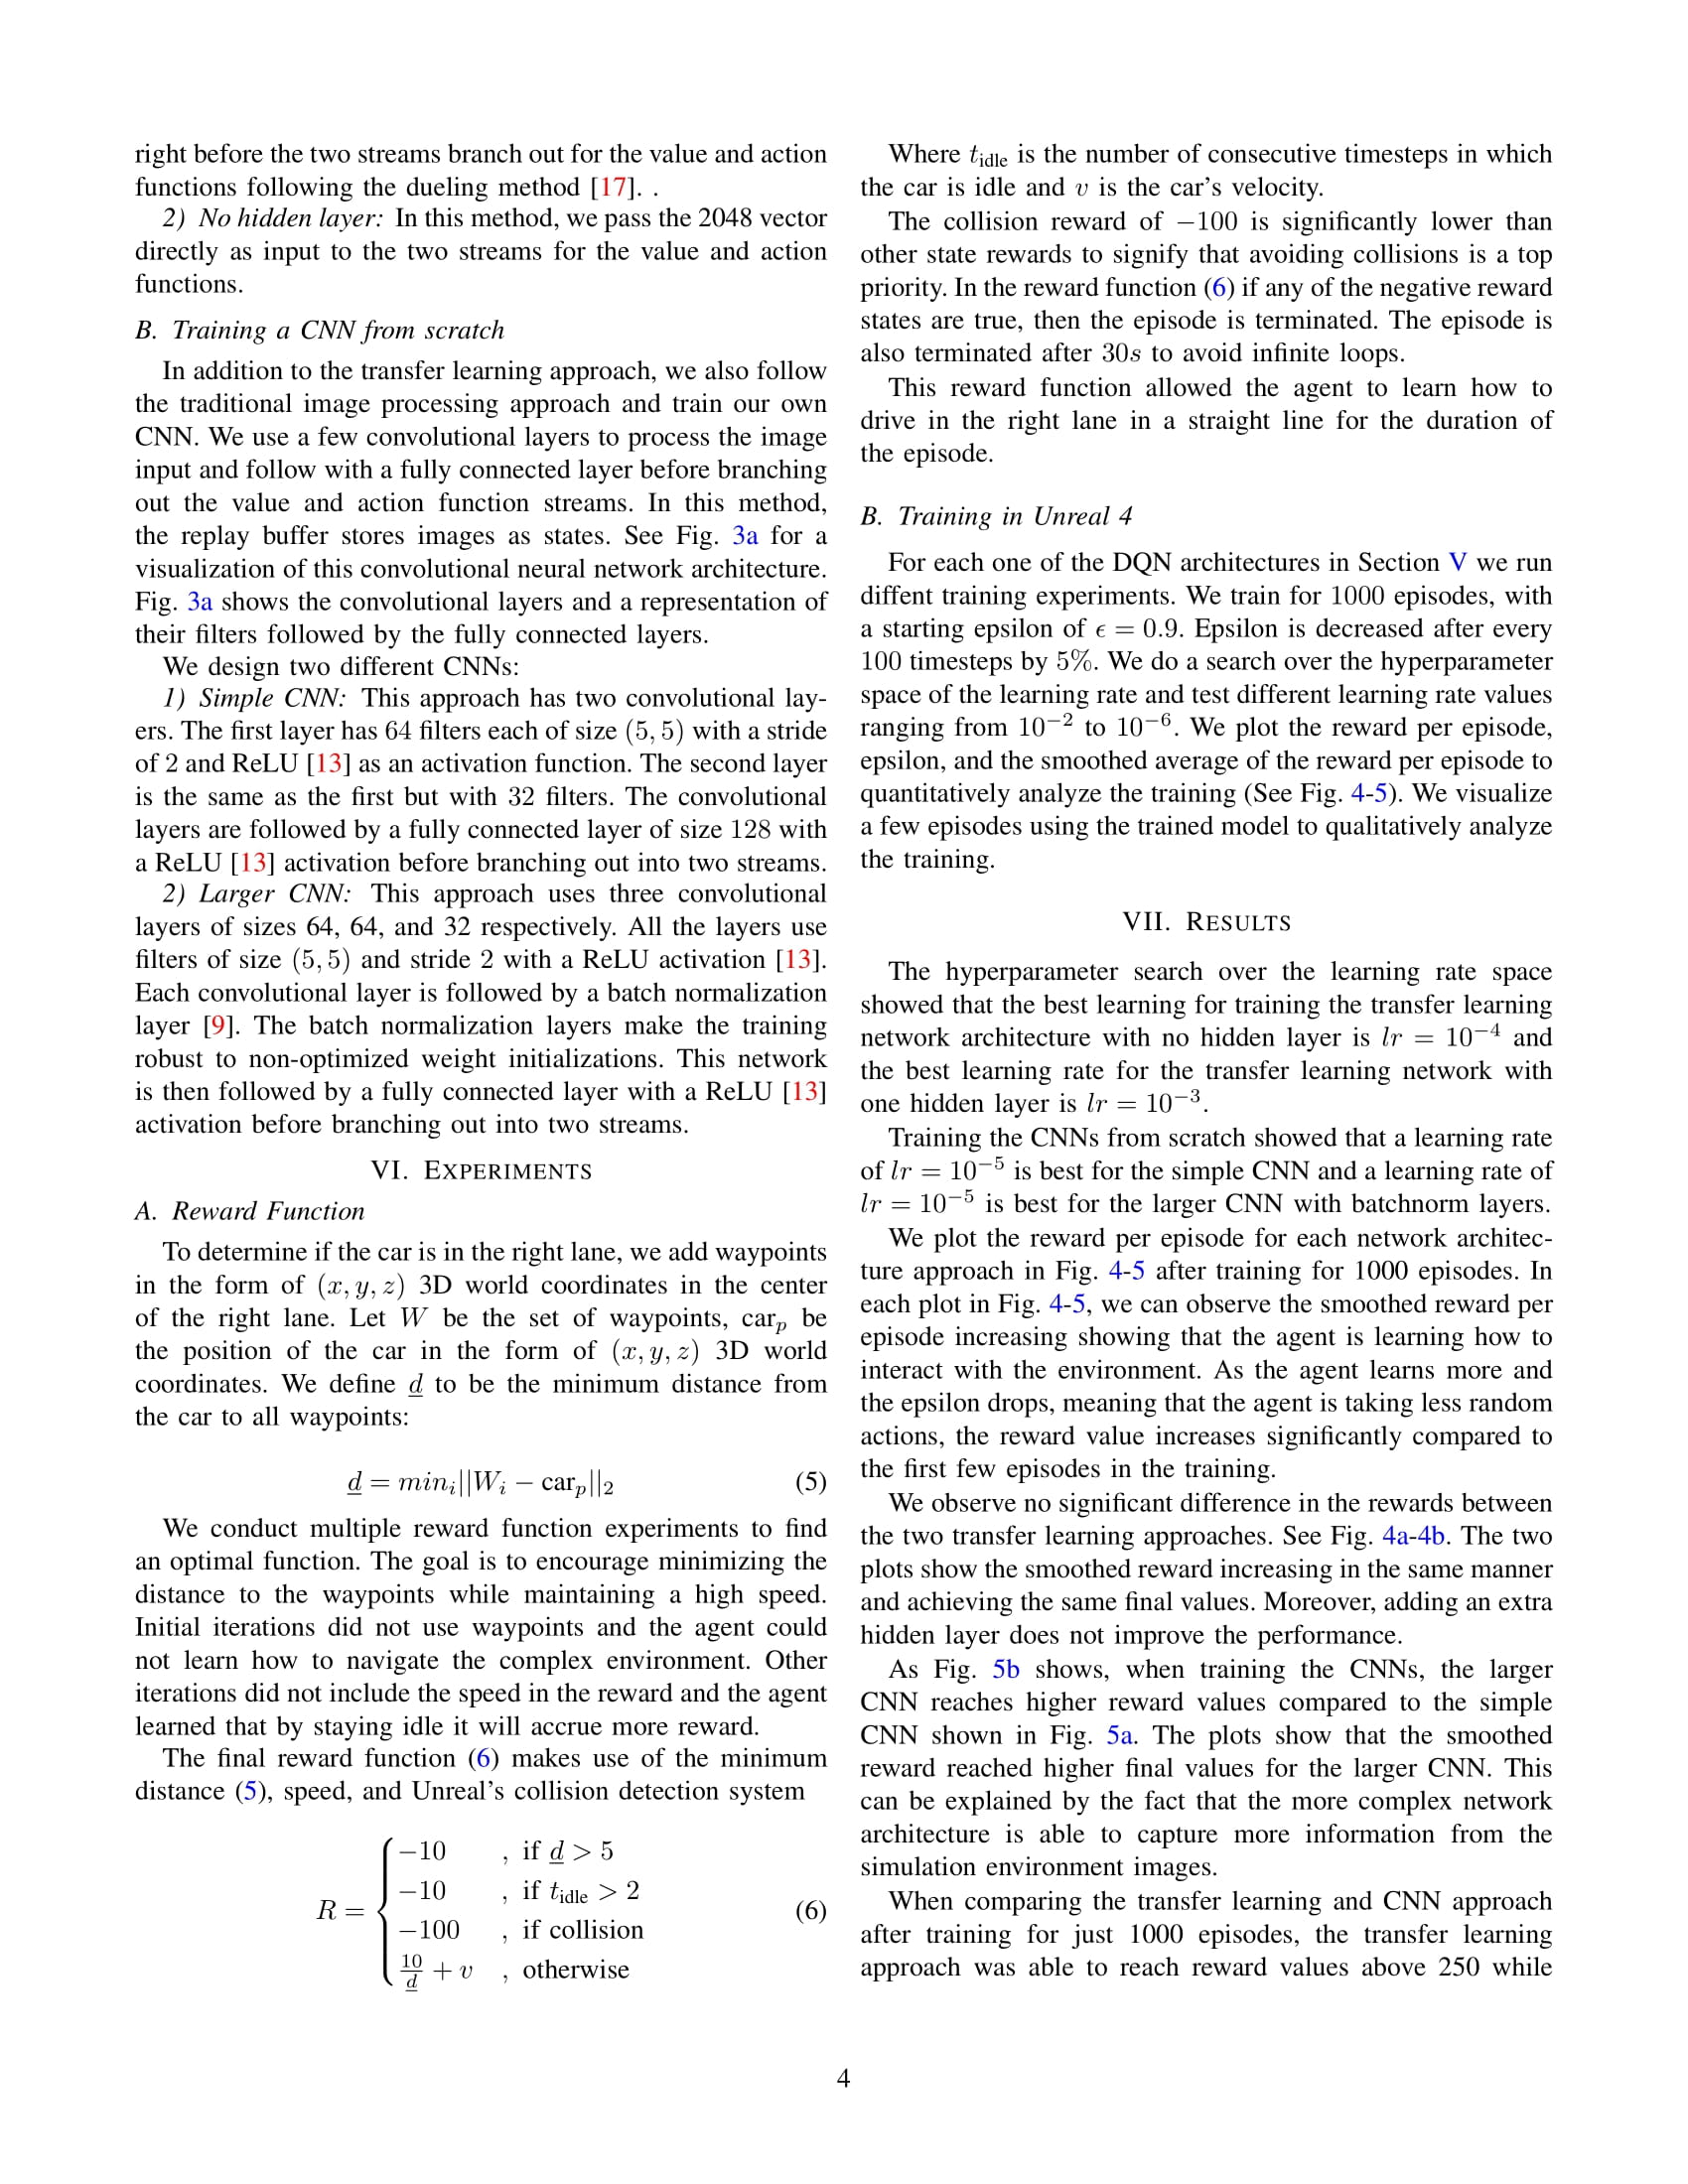 right before the two streams branch out for the value and action
functions following the dueling method [17]. .
2) No hidden layer: In this method, we pass the 2048 vector
directly as input to the two streams for the value and action
functions.
B. Training a CNN from scratch
In addition to the transfer learning approach, we also follow
the traditional image processing approach and train our own
CNN. We use a few convolutional layers to process the image
input and follow with a fully connected layer before branching
out the value and action function streams. In this method,
the replay buffer stores images as states. See Fig. 3a for a
visualization of this convolutional neural network architecture.
Fig. 3a shows the convolutional layers and a representation of
their filters followed by the fully connected layers.
We design two different CNNs:
1) Simple CNN: This approach has two convolutional lay-
ers. The first layer has 64 filters each of size (5, 5) with a stride
of 2 and ReLU [13] as an activation function. The second layer
is the same as the first but with 32 filters. The convolutional
layers are followed by a fully connected layer of size 128 with
a ReLU [13] activation before branching out into two streams.
2) Larger CNN: This approach uses three convolutional
layers of sizes 64, 64, and 32 respectively. All the layers use
filters of size (5, 5) and stride 2 with a ReLU activation [13].
Each convolutional layer is followed by a batch normalization
layer [9]. The batch normalization layers make the training
robust to non-optimized weight initializations. This network
is then followed by a fully connected layer with a ReLU [13]
activation before branching out into two streams.
VI. EXPERIMENTS
A. Reward Function
To determine if the car is in the right lane, we add waypoints
in the form of (x, y, z) 3D world coordinates in the center
of the right lane. Let W be the set of waypoints, car_p be
the position of the car in the form of (x, y, z) 3D world
coordinates. We define d to be the minimum distance from
the car to all waypoints:
d = min_i||W_i − car_p||_2 (5)
We conduct multiple reward function experiments to find
an optimal function. The goal is to encourage minimizing the
distance to the waypoints while maintaining a high speed.
Initial iterations did not use waypoints and the agent could
not learn how to navigate the complex environment. Other
iterations did not include the speed in the reward and the agent
learned that by staying idle it will accrue more reward.
The final reward function (6) makes use of the minimum
distance (5), speed, and Unreal's collision detection system
−10 , if d > 5
−10 , if t_idle > 2
R = (6)
−100 , if collision
10/d + v , otherwise
Where t_idle is the number of consecutive timesteps in which
the car is idle and v is the car's velocity.
The collision reward of −100 is significantly lower than
other state rewards to signify that avoiding collisions is a top
priority. In the reward function (6) if any of the negative reward
states are true, then the episode is terminated. The episode is
also terminated after 30s to avoid infinite loops.
This reward function allowed the agent to learn how to
drive in the right lane in a straight line for the duration of
the episode.
B. Training in Unreal 4
For each one of the DQN architectures in Section V we run
diffent training experiments. We train for 1000 episodes, with
a starting epsilon of ϵ = 0.9. Epsilon is decreased after every
100 timesteps by 5%. We do a search over the hyperparameter
space of the learning rate and test different learning rate values
ranging from 10⁻² to 10⁻⁶. We plot the reward per episode,
epsilon, and the smoothed average of the reward per episode to
quantitatively analyze the training (See Fig. 4-5). We visualize
a few episodes using the trained model to qualitatively analyze
the training.
VII. RESULTS
The hyperparameter search over the learning rate space
showed that the best learning for training the transfer learning
network architecture with no hidden layer is lr = 10⁻⁴ and
the best learning rate for the transfer learning network with
one hidden layer is lr = 10⁻³.
Training the CNNs from scratch showed that a learning rate
of lr = 10⁻⁵ is best for the simple CNN and a learning rate of
lr = 10⁻⁵ is best for the larger CNN with batchnorm layers.
We plot the reward per episode for each network architec-
ture approach in Fig. 4-5 after training for 1000 episodes. In
each plot in Fig. 4-5, we can observe the smoothed reward per
episode increasing showing that the agent is learning how to
interact with the environment. As the agent learns more and
the epsilon drops, meaning that the agent is taking less random
actions, the reward value increases significantly compared to
the first few episodes in the training.
We observe no significant difference in the rewards between
the two transfer learning approaches. See Fig. 4a-4b. The two
plots show the smoothed reward increasing in the same manner
and achieving the same final values. Moreover, adding an extra
hidden layer does not improve the performance.
As Fig. 5b shows, when training the CNNs, the larger
CNN reaches higher reward values compared to the simple
CNN shown in Fig. 5a. The plots show that the smoothed
reward reached higher final values for the larger CNN. This
can be explained by the fact that the more complex network
architecture is able to capture more information from the
simulation environment images.
When comparing the transfer learning and CNN approach
after training for just 1000 episodes, the transfer learning
approach was able to reach reward values above 250 while
4